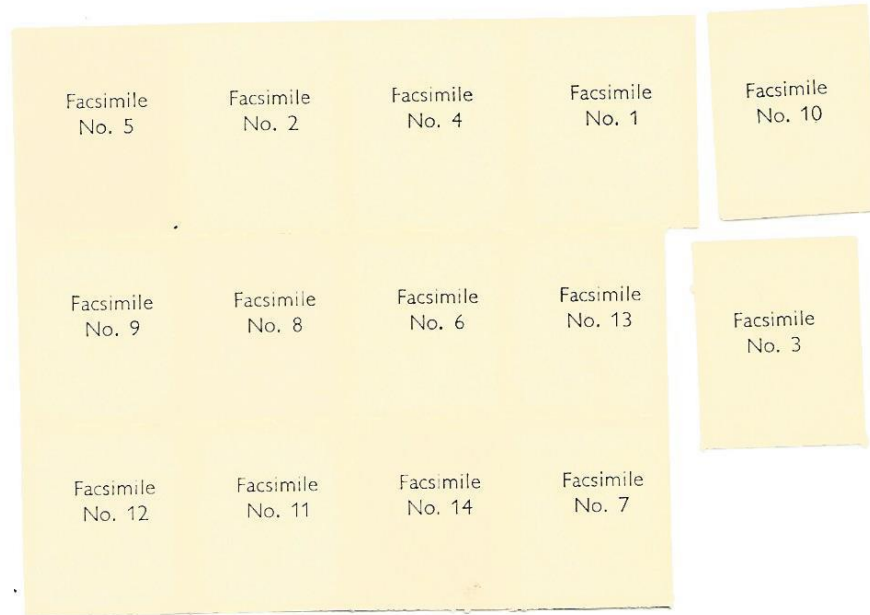 Facsimile
No. 5
Facsimile
No. 2
Facsimile
No. 4
Facsimile
No. 1
Facsimile
No. 10
Facsimile
No. 9
Facsimile
No. 8
Facsimile
No. 6
Facsimile
No. 13
Facsimile
No. 3
Facsimile
No. 12
Facsimile
No. 11
Facsimile
No. 14
Facsimile
No. 7